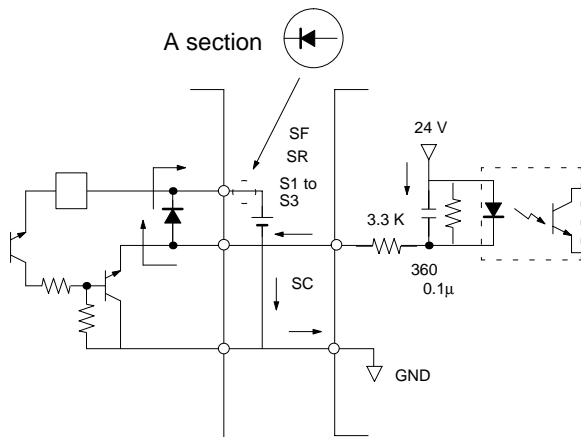 A section
24 V
SF
SR
S1 to
S3
3.3 K
360
0.1μ
SC
GND